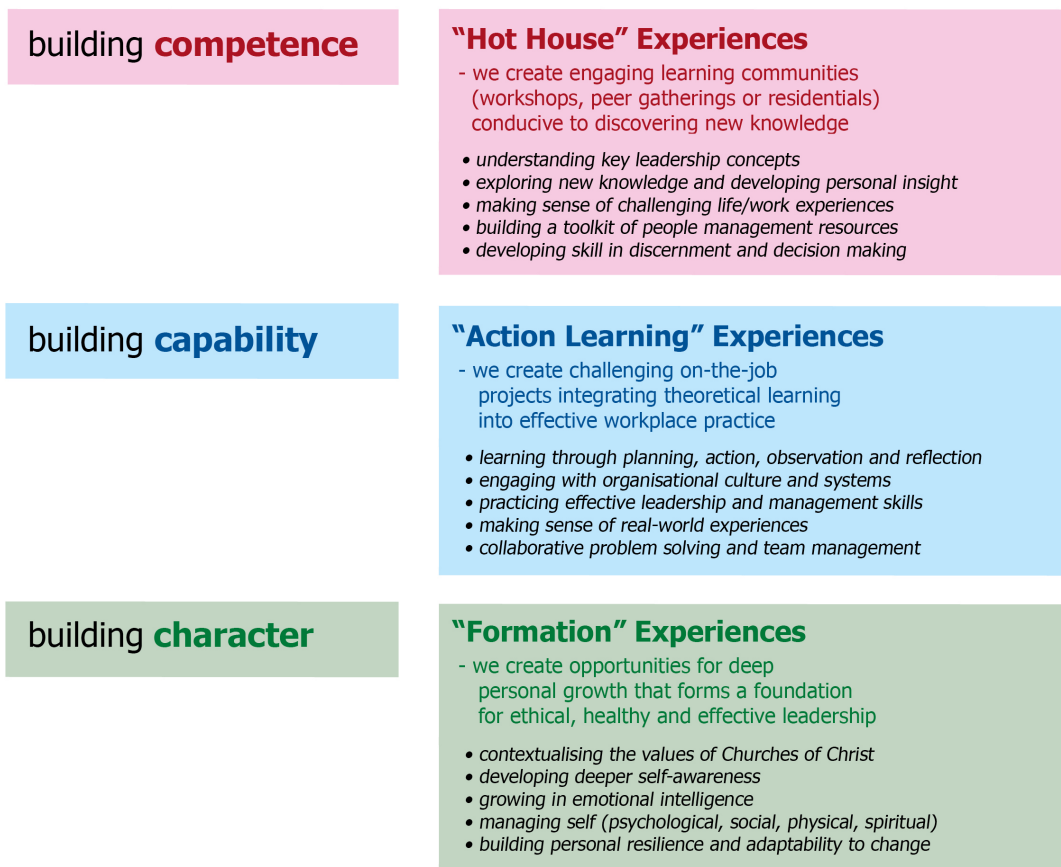 building competence
“Hot House” Experiences
- we create engaging learning communities
(workshops, peer gatherings or residentials)
conducive to discovering new knowledge
• understanding key leadership concepts
• exploring new knowledge and developing personal insight
• making sense of challenging life/work experiences
• building a toolkit of people management resources
• developing skill in discernment and decision making
building capability
“Action Learning” Experiences
- we create challenging on-the-job
projects integrating theoretical learning
into effective workplace practice
• learning through planning, action, observation and reflection
• engaging with organisational culture and systems
• practicing effective leadership and management skills
• making sense of real-world experiences
• collaborative problem solving and team management
building character
“Formation” Experiences
- we create opportunities for deep
personal growth that forms a foundation
for ethical, healthy and effective leadership
• contextualising the values of Churches of Christ
• developing deeper self-awareness
• growing in emotional intelligence
• managing self (psychological, social, physical, spiritual)
• building personal resilience and adaptability to change